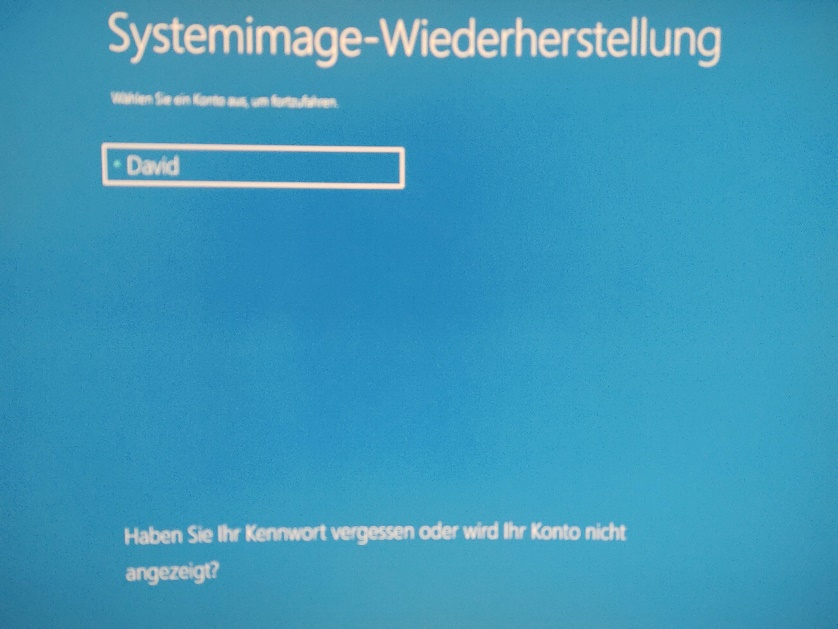 Systemimage-Wiederherstellung
Wählen Sie ein Konto aus, um fortzufahren.
David
Haben Sie Ihr Kennwort vergessen oder wird Ihr Konto nicht
angezeigt?